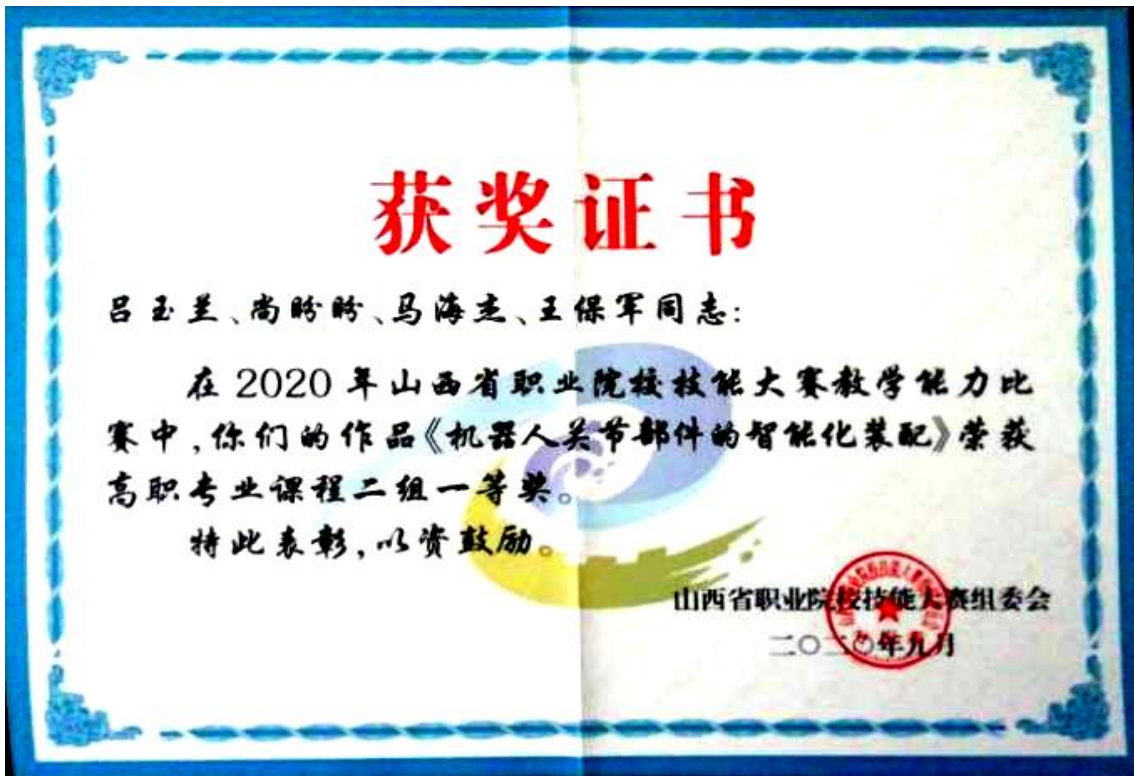 获奖证书
吕玉兰、尚盼盼、马海杰、王保军同志:
在 2020 年山西省职业院校技能大赛教学能力比
赛中,你们的作品《机器人关节部件的智能化装配》荣获
高职专业课程二组一等奖。
特此表彰,以资鼓励。
山西省职业院校技能大赛组委会
二〇二〇年九月